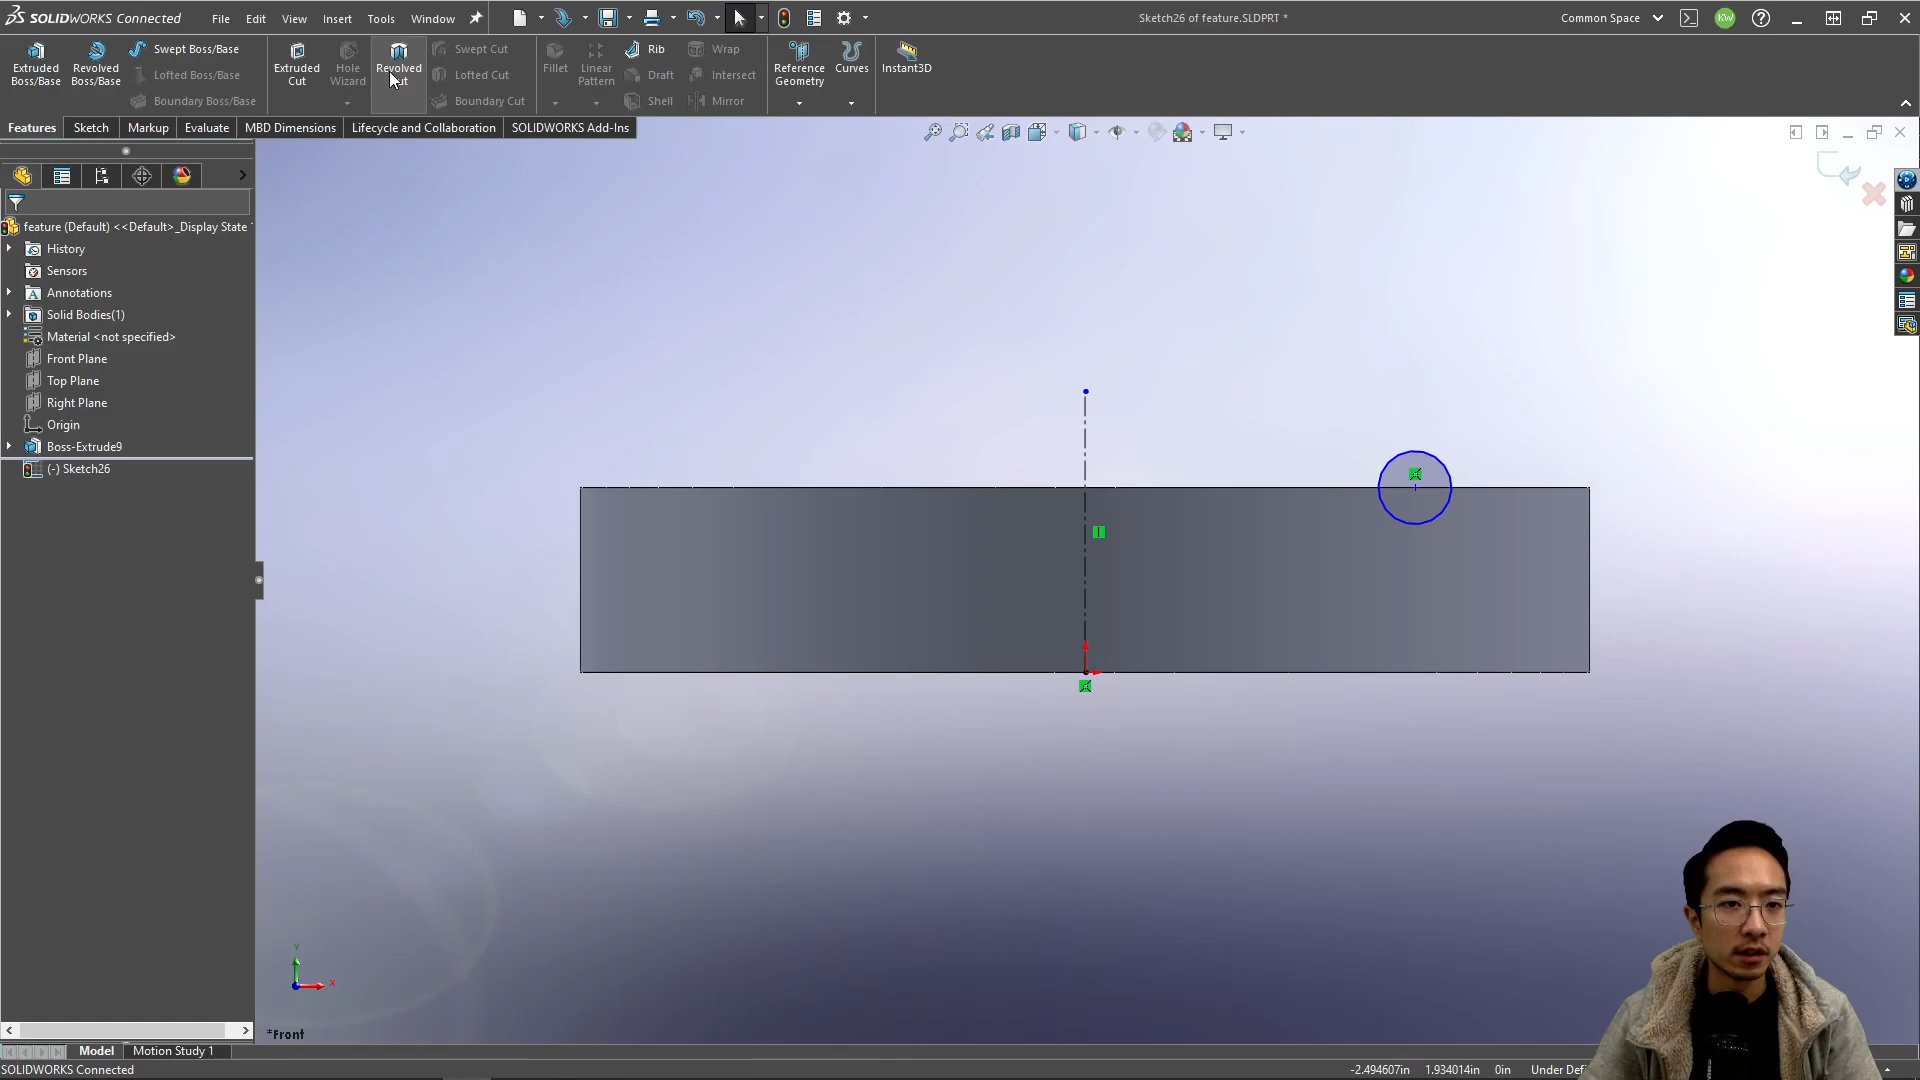 SOLIDWORKS Connected
File Edit View Insert Tools Window
Sketch26 of feature.SLDPRT *
Common Space
KW
Extruded Boss/Base
Revolved Boss/Base
Swept Boss/Base
Lofted Boss/Base
Boundary Boss/Base
Extruded Cut
Hole Wizard
Revolved Cut
Swept Cut
Lofted Cut
Boundary Cut
Fillet
Linear Pattern
Rib
Draft
Shell
Wrap
Intersect
Mirror
Reference Geometry
Curves
Instant3D
Features Sketch Markup Evaluate MBD Dimensions Lifecycle and Collaboration SOLIDWORKS Add-Ins
feature (Default) <<Default>_Display State
History
Sensors
Annotations
Solid Bodies(1)
Material <not specified>
Front Plane
Top Plane
Right Plane
Origin
Boss-Extrude9
(-) Sketch26
Y
X
*Front
Model Motion Study 1
SOLIDWORKS Connected
-2.494607in 1.934014in 0in Under Defi